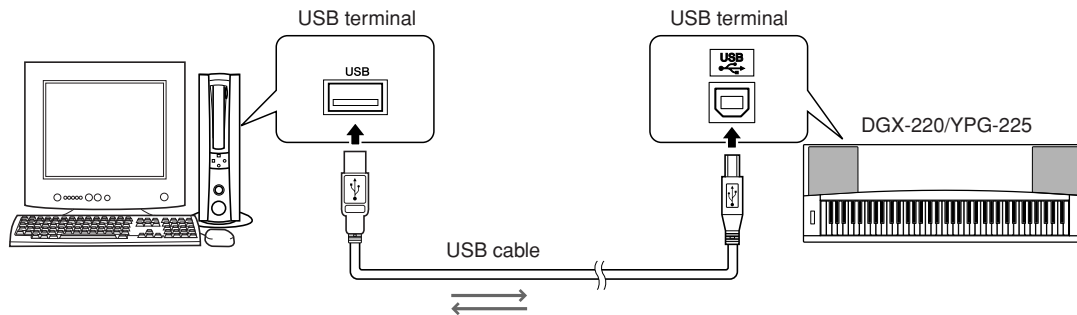 USB terminal
USB terminal
USB
USB
DGX-220/YPG-225
USB cable